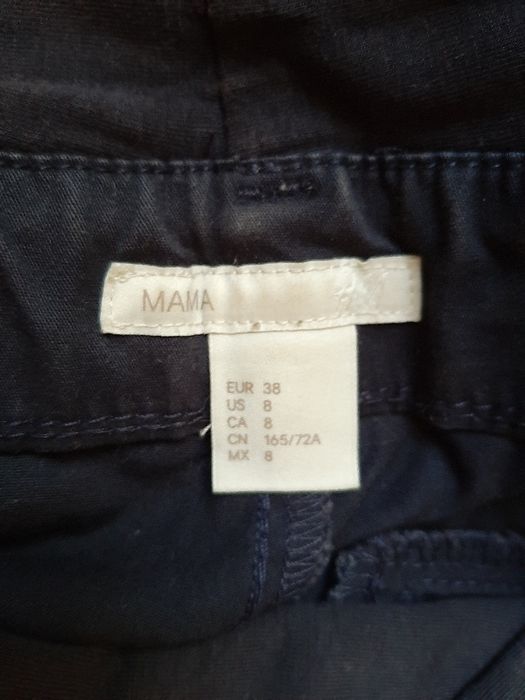 MAMA
EUR 38
US 8
CA 8
CN 165/72A
MX 8